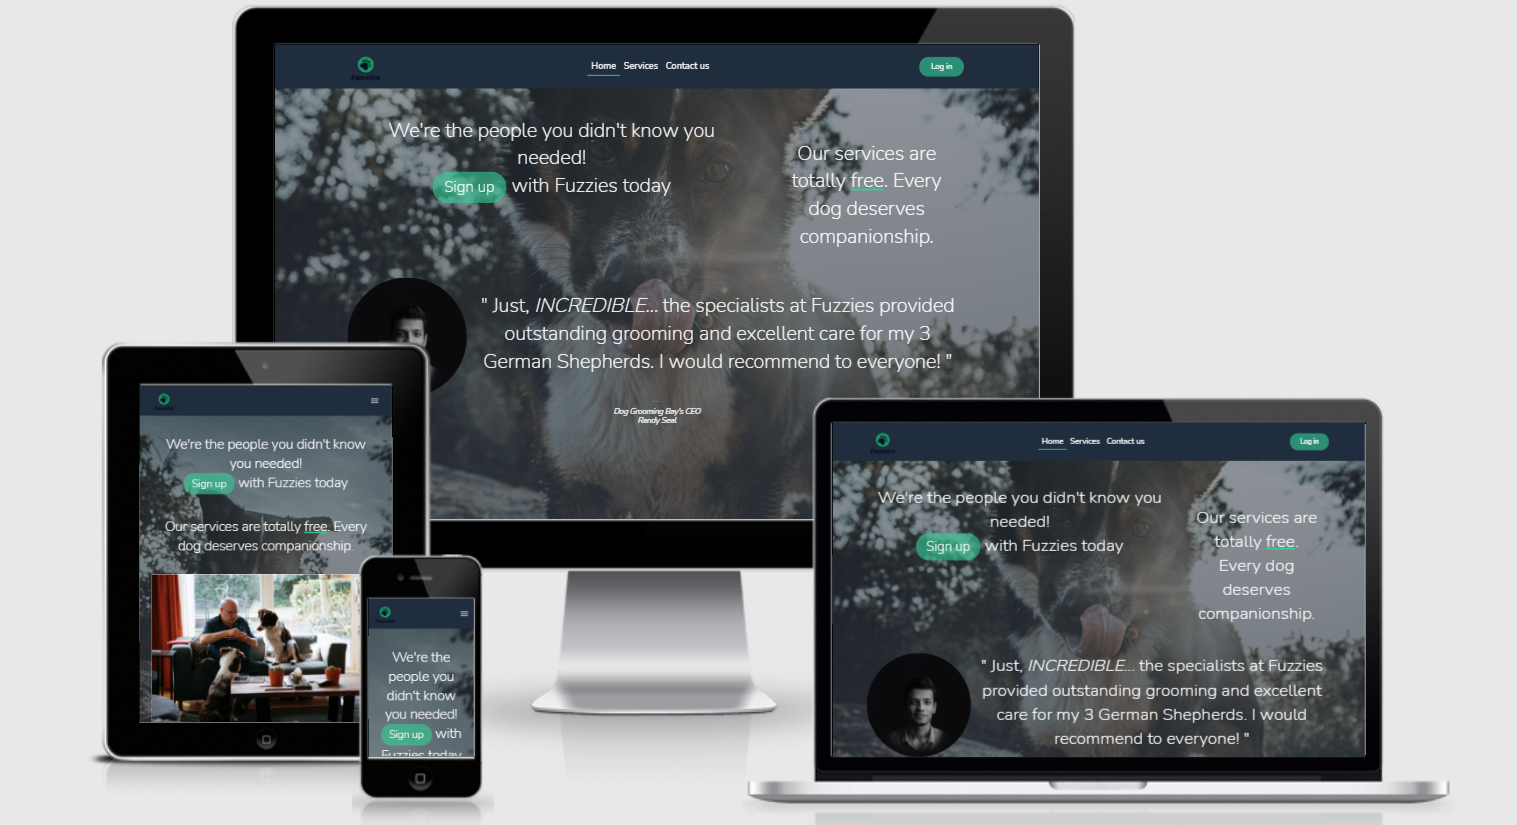 Fuzzies
Home Services Contact us
Log in
We're the people you didn't know you
needed!
Sign up with Fuzzies today
Our services are
totally free. Every
dog deserves
companionship.
" Just, INCREDIBLE... the specialists at Fuzzies provided
outstanding grooming and excellent care for my 3
German Shepherds. I would recommend to everyone! "
Dog Grooming Bay's CEO
Randy Seal
We're the people you didn't know
you needed!
Sign up with Fuzzies today
Our services are totally free. Every
dog deserves companionship.
We're the
people you
didn't know
you needed!
Sign up with
Fuzzies today
Home Services Contact us
Log in
We're the people you didn't know you
needed!
Sign up with Fuzzies today
Our services are
totally free.
Every dog
deserves
companionship.
" Just, INCREDIBLE... the specialists at Fuzzies
provided outstanding grooming and excellent
care for my 3 German Shepherds. I would
recommend to everyone! "